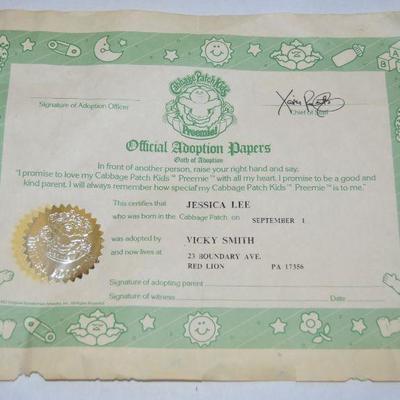 Cabbage Patch Kids
Preemie
Signature of Adoption Officer
Chief of Staff
Official Adoption Papers
Oath of Adoption
In front of another person, raise your right hand and say:
"I promise to love my Cabbage Patch Kids™ Preemie™ with all my heart. I promise to be a good and
kind parent. I will always remember how special my Cabbage Patch Kids™ Preemie™ is to me."
This certifies that JESSICA LEE
who was born in the Cabbage Patch on SEPTEMBER 1
was adopted by VICKY SMITH
and now lives at 23 BOUNDARY AVE.
RED LION PA 17356
Signature of adopting parent
Signature of witness Date
All Rights Reserved.